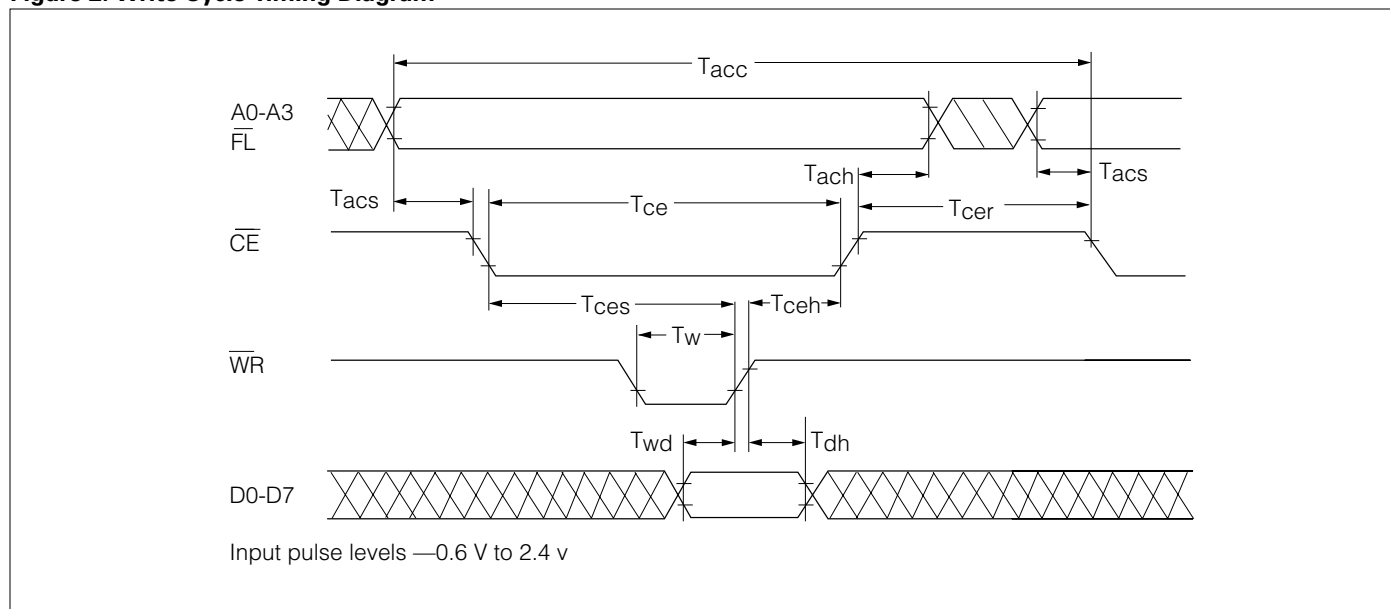 Figure 2. Write Cycle Timing Diagram
Tacc
A0-A3
FL
Tach
Tacs
Tacs
Tce
Tcer
CE
Tces
Tceh
Tw
WR
Twd
Tdh
D0-D7
Input pulse levels —0.6 V to 2.4 v